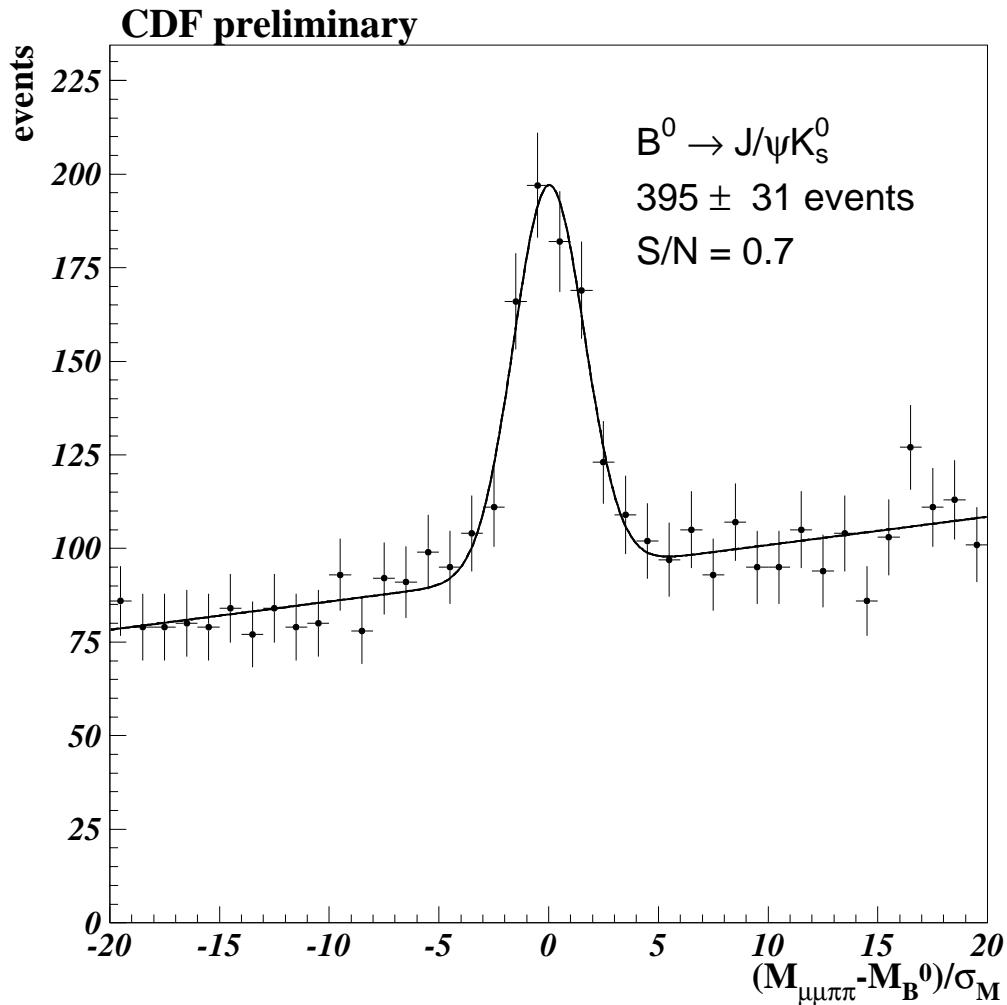 CDF preliminary
events
225
200
175
150
125
100
75
50
25
0
B⁰ → J/ψK⁰ₛ
395 ± 31 events
S/N = 0.7
-20 -15 -10 -5 0 5 10 15 20
(M_μμππ-M_B⁰)/σ_M